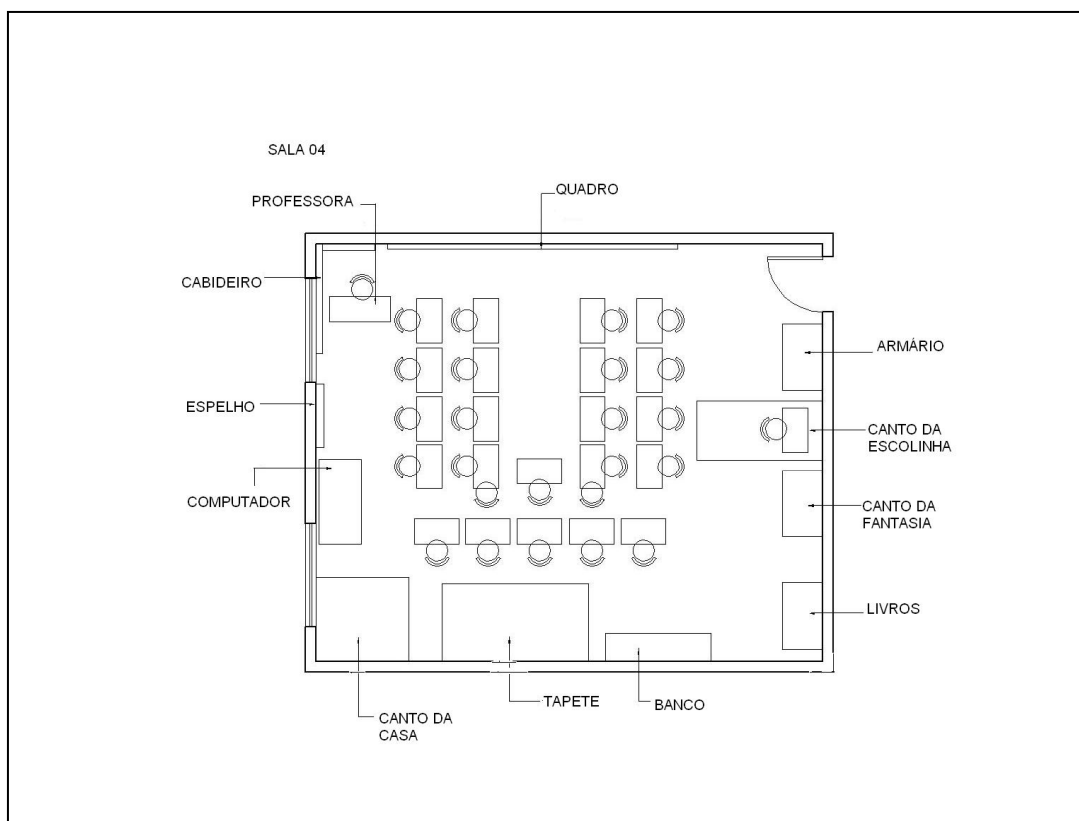 SALA 04
QUADRO
PROFESSORA
CABIDEIRO
ARMÁRIO
ESPELHO
CANTO DA
ESCOLINHA
COMPUTADOR
CANTO DA
FANTASIA
LIVROS
TAPETE
BANCO
CANTO DA
CASA